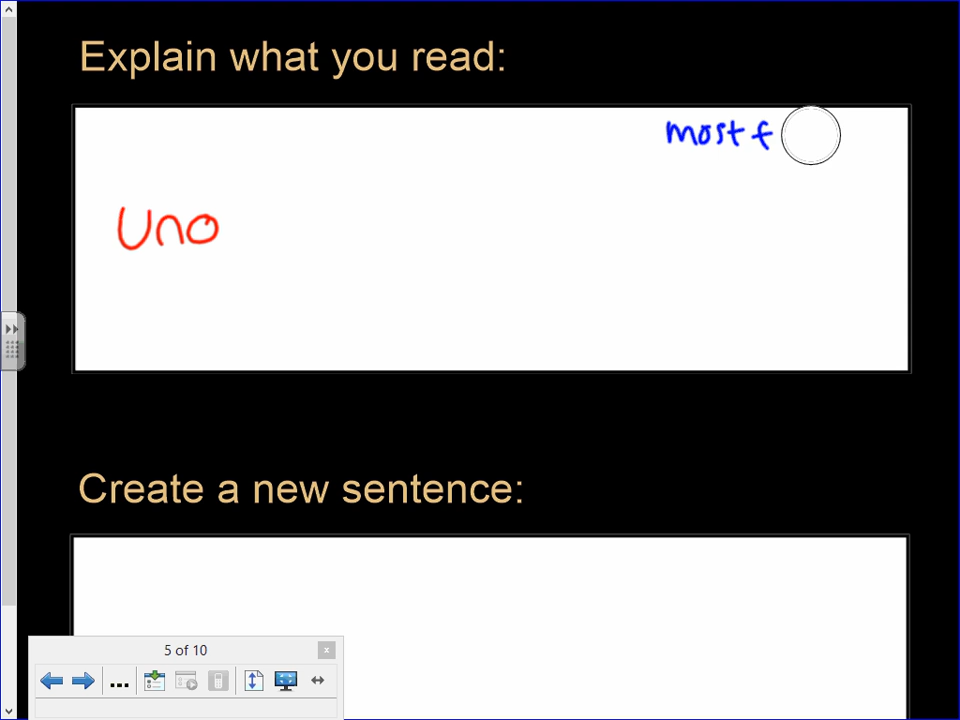 Explain what you read:
most f
Uno
Create a new sentence:
5 of 10